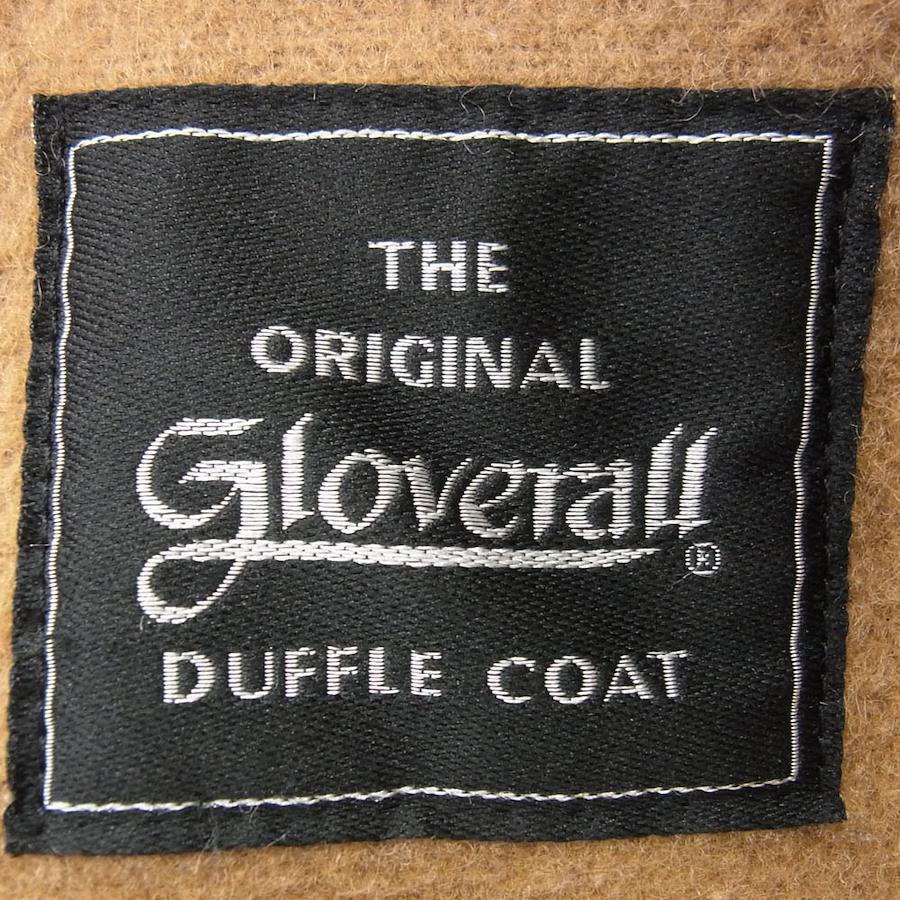 THE
ORIGINAL
Gloverall®
DUFFLE COAT